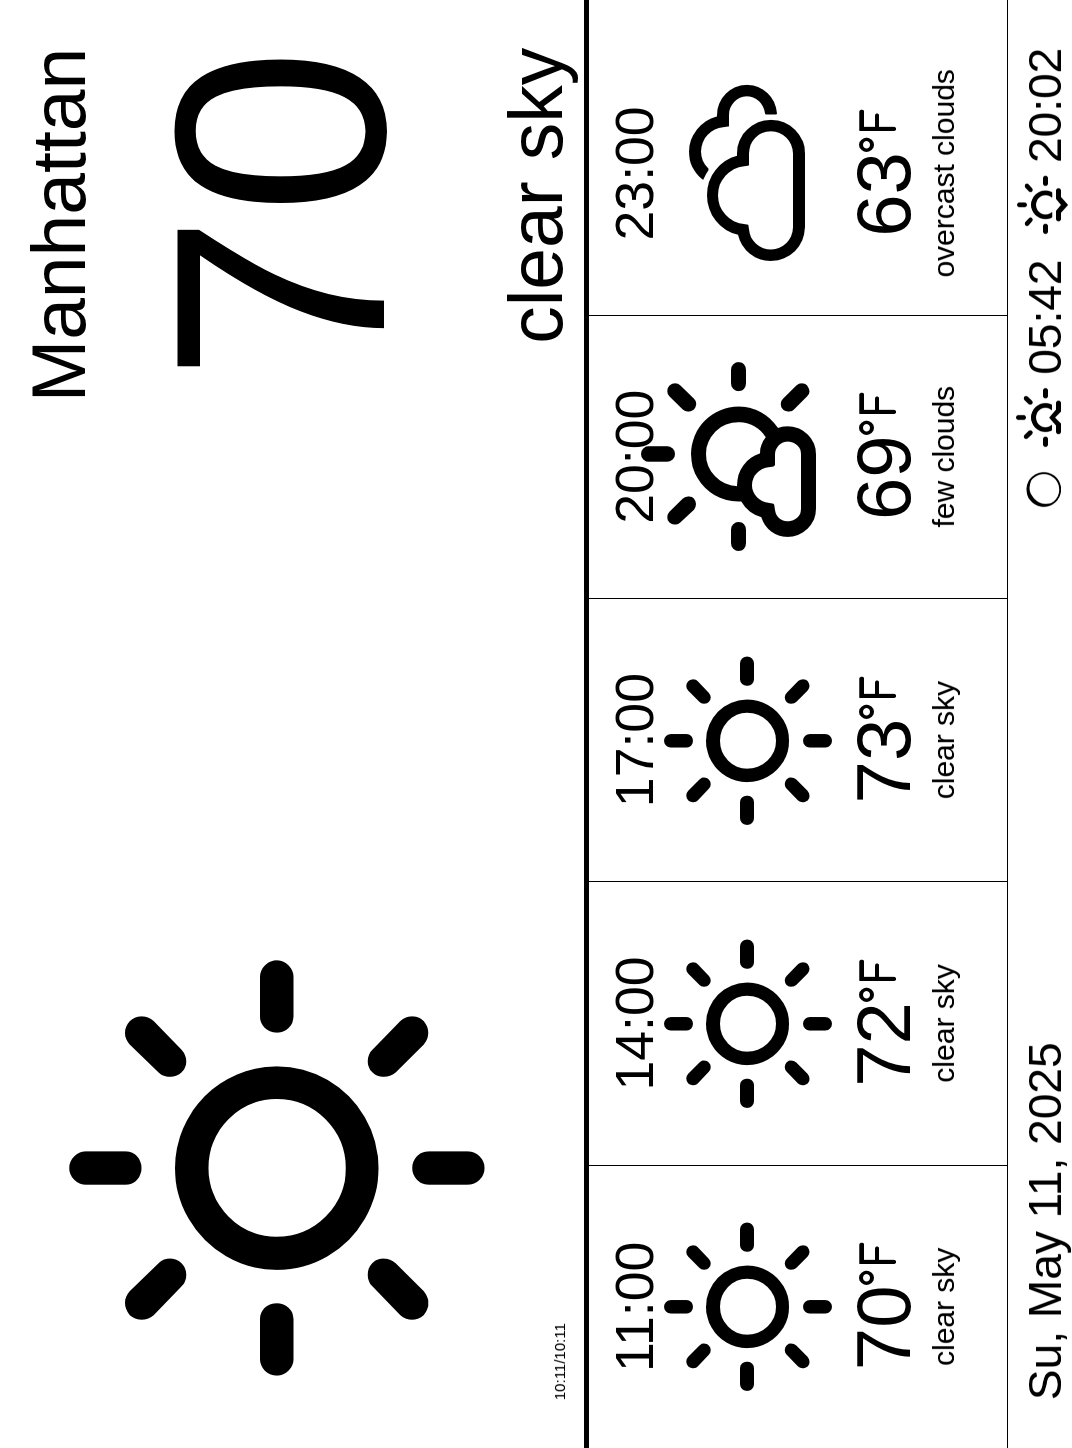 Manhattan
70
clear sky
10:11/10:11
11:00
70°F
clear sky
14:00
72°F
clear sky
17:00
73°F
clear sky
20:00
69°F
few clouds
23:00
63°F
overcast clouds
Su, May 11, 2025
05:42 20:02